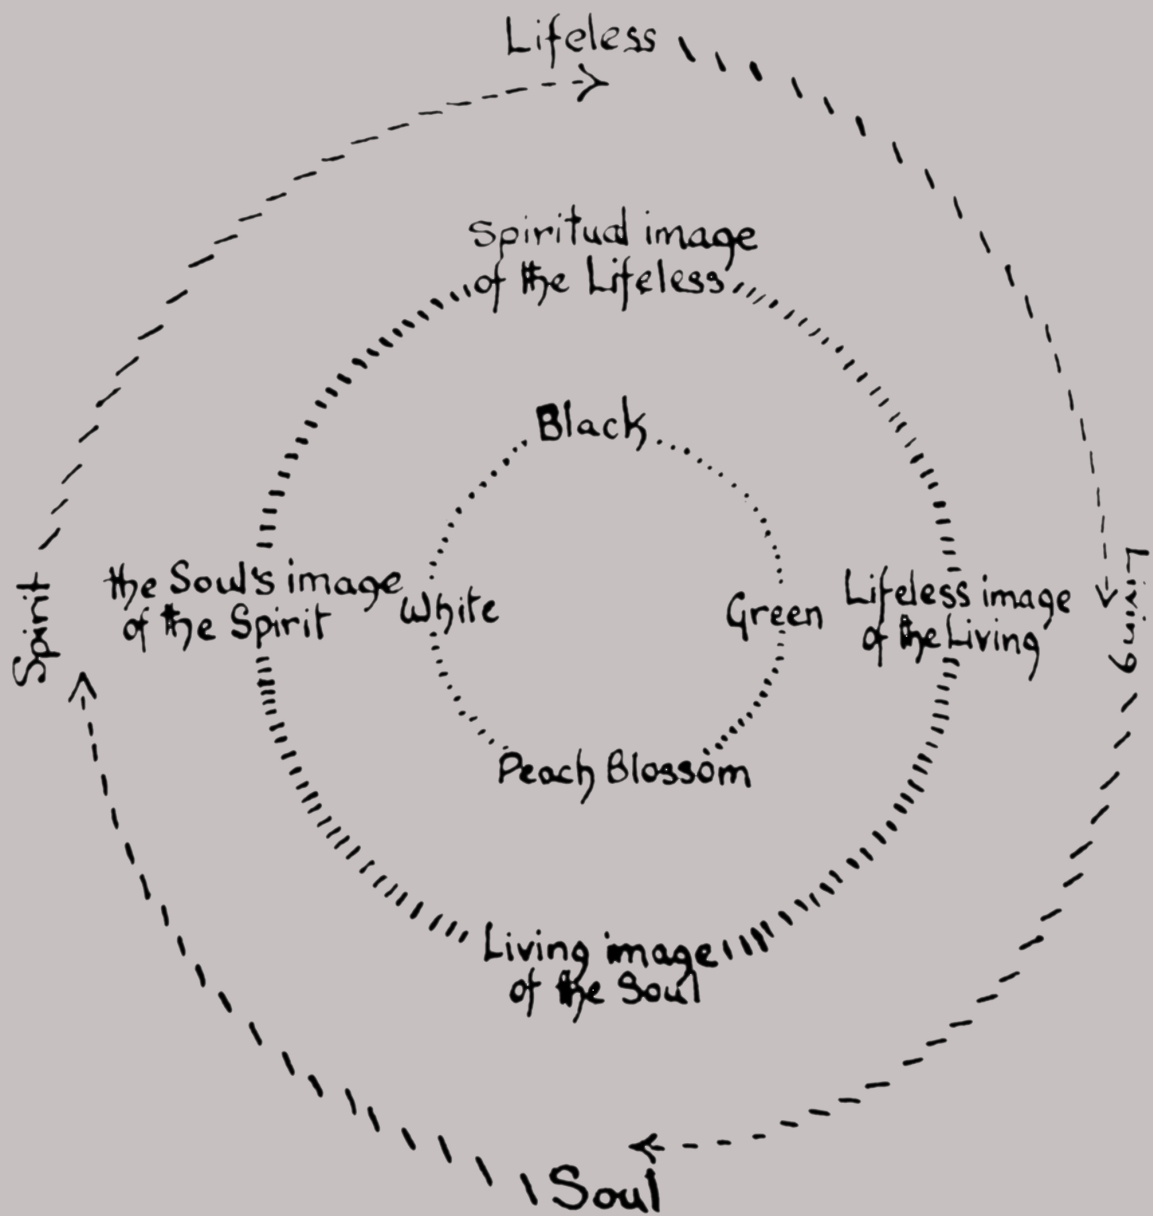 Lifeless
Spiritual image
of the Lifeless
Black
Spirit
the Soul's image
of the Spirit
White
Green
Lifeless image
of the Living
Living
Peach Blossom
Living image
of the Soul
Soul